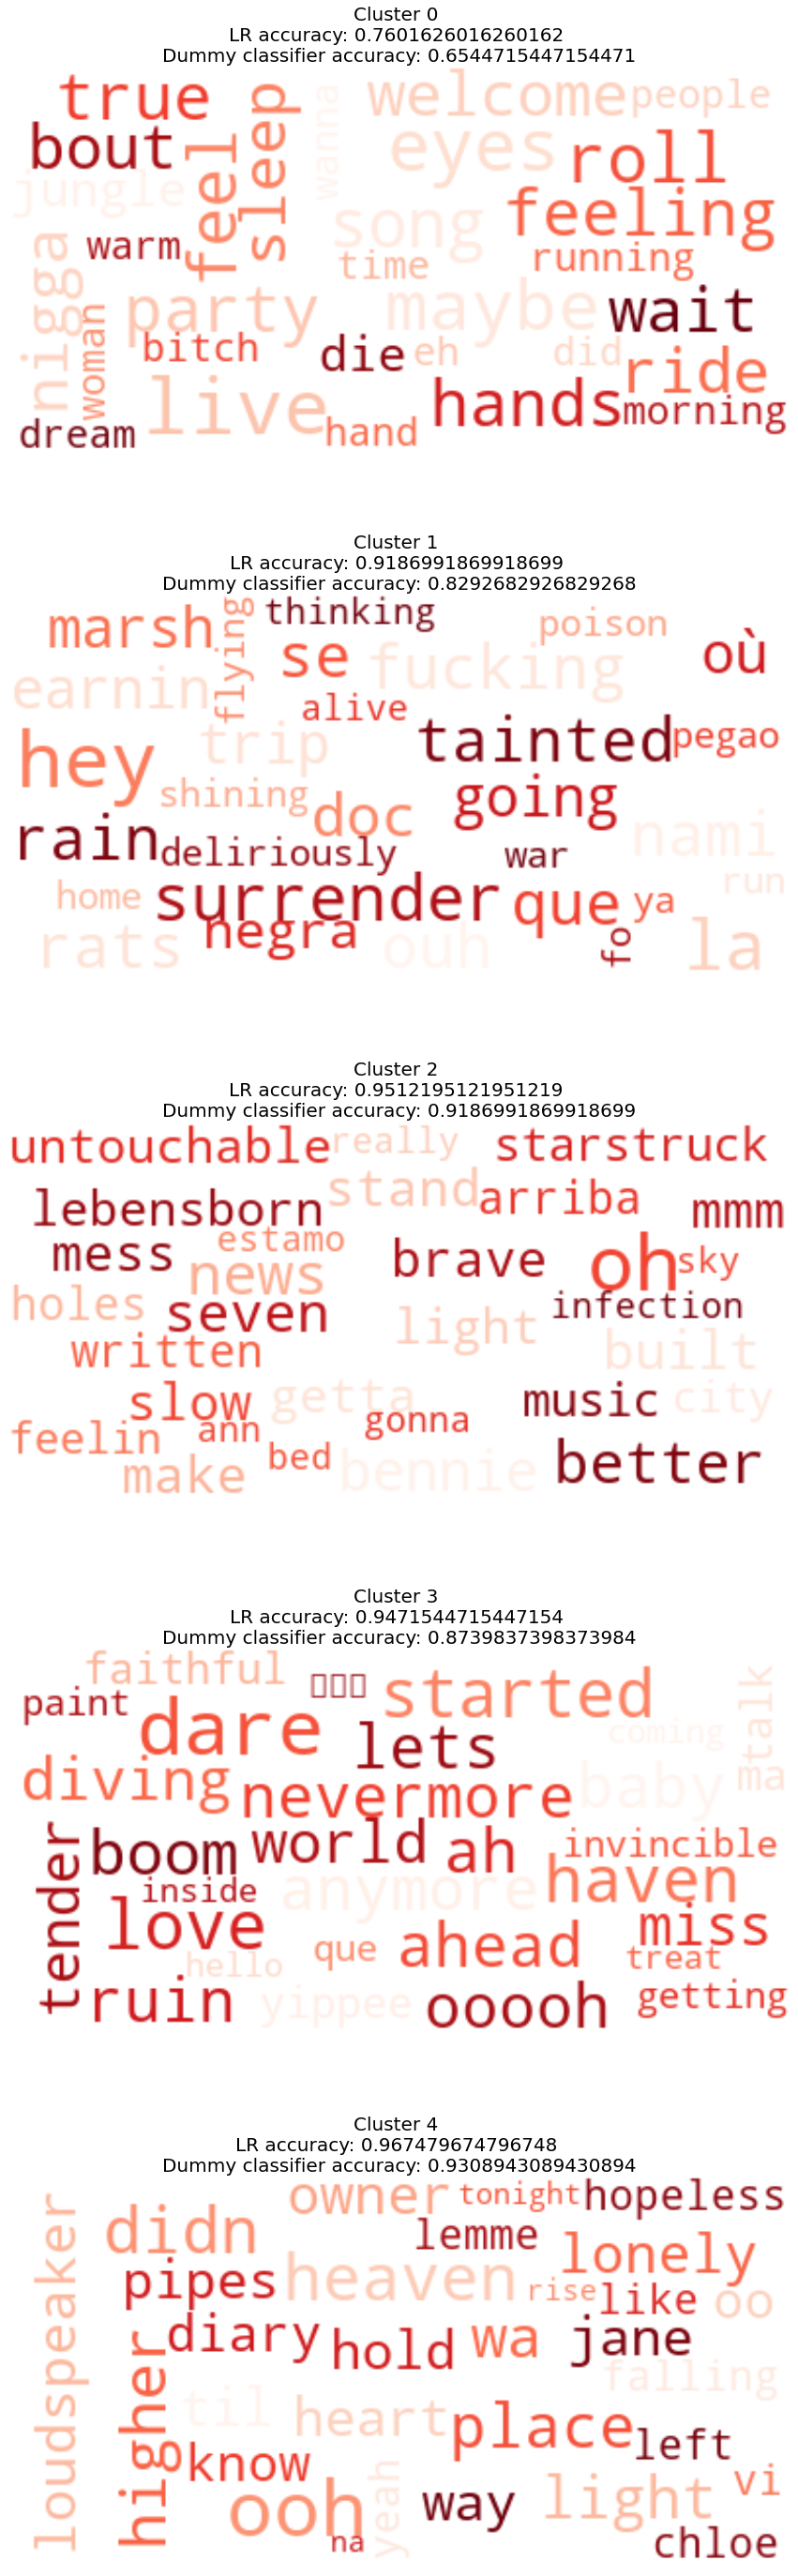 Cluster 0
LR accuracy: 0.7601626016260162
Dummy classifier accuracy: 0.6544715447154471
true
bout
feel
sleep
wanna
welcome
people
eyes
roll
jungle
feeling
song
warm
time
running
nigga
woman
party
maybe
wait
bitch
die
eh
did
ride
live
hands
morning
dream
hand
Cluster 1
LR accuracy: 0.9186991869918699
Dummy classifier accuracy: 0.8292682926829268
marsh
flying
thinking
poison
se
fucking
où
earnin
alive
hey
trip
tainted
pegao
shining
doc
going
rain
deliriously
war
nami
home
surrender
que
ya
run
rats
negra
ouh
fo
la
Cluster 2
LR accuracy: 0.9512195121951219
Dummy classifier accuracy: 0.9186991869918699
untouchable
really
starstruck
lebensborn
stand
arriba
mmm
mess
estamo
brave
oh
sky
news
holes
seven
light
infection
written
built
slow
getta
music
city
feelin
ann
gonna
bed
make
bennie
better
Cluster 3
LR accuracy: 0.9471544715447154
Dummy classifier accuracy: 0.8739837398373984
faithful
started
talk
paint
dare
lets
coming
diving
nevermore
baby
ma
tender
boom
world
ah
invincible
inside
anymore
haven
love
miss
hello
que
ahead
treat
ruin
yippee
ooooh
getting
Cluster 4
LR accuracy: 0.967479674796748
Dummy classifier accuracy: 0.9308943089430894
loudspeaker
didn
owner
tonight
hopeless
lemme
lonely
pipes
heaven
rise
like
oo
higher
diary
hold
wa
jane
falling
til
heart
place
left
know
ooh
yeah
way
light
vi
na
chloe